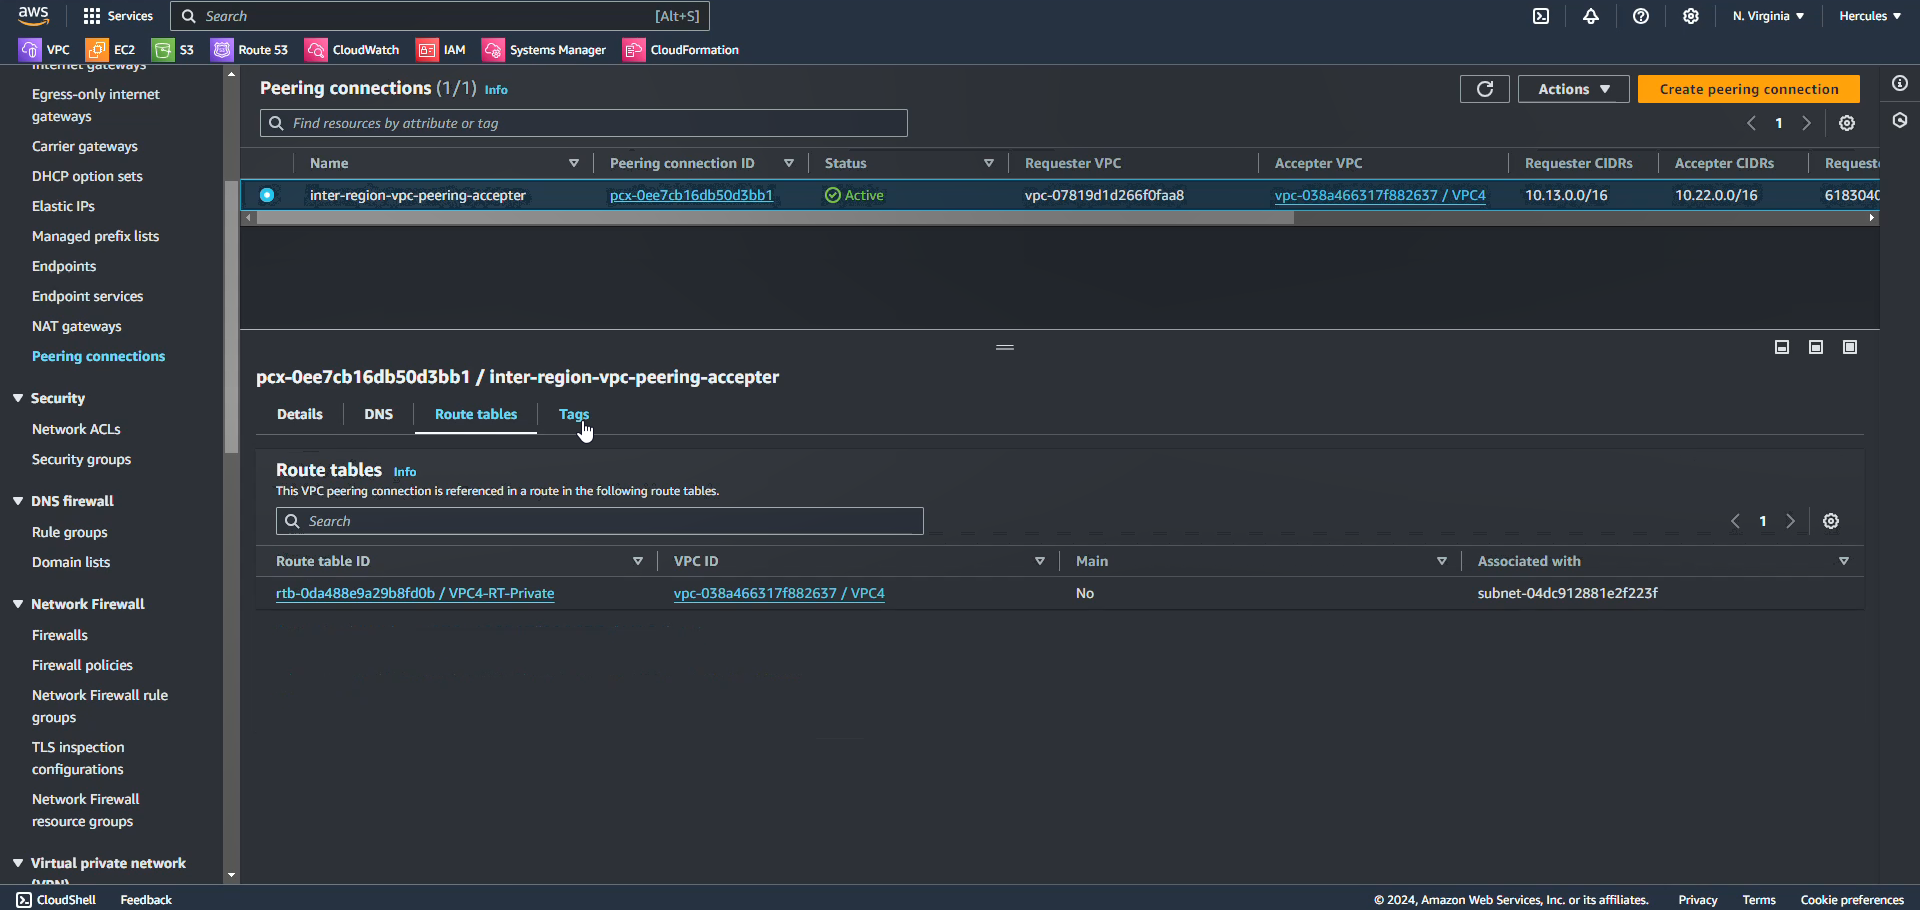 aws
Services
Search
[Alt+S]
N. Virginia
Hercules
VPC
EC2
S3
Route 53
CloudWatch
IAM
Systems Manager
CloudFormation
Internet gateways
Egress-only internet
gateways
Carrier gateways
DHCP option sets
Elastic IPs
Managed prefix lists
Endpoints
Endpoint services
NAT gateways
Peering connections
Security
Network ACLs
Security groups
DNS firewall
Rule groups
Domain lists
Network Firewall
Firewalls
Firewall policies
Network Firewall rule
groups
TLS inspection
configurations
Network Firewall
resource groups
Virtual private network
(VPN)
Peering connections (1/1) Info
Actions
Create peering connection
Find resources by attribute or tag
1
Name
Peering connection ID
Status
Requester VPC
Accepter VPC
Requester CIDRs
Accepter CIDRs
Request
inter-region-vpc-peering-accepter
pcx-0ee7cb16db50d3bb1
Active
vpc-07819d1d266f0faa8
vpc-038a466317f882637 / VPC4
10.13.0.0/16
10.22.0.0/16
6183040
pcx-0ee7cb16db50d3bb1 / inter-region-vpc-peering-accepter
Details
DNS
Route tables
Tags
Route tables Info
This VPC peering connection is referenced in a route in the following route tables.
Search
1
Route table ID
VPC ID
Main
Associated with
rtb-0da488e9a29b8fd0b / VPC4-RT-Private
vpc-038a466317f882637 / VPC4
No
subnet-04dc912881e2f223f
CloudShell
Feedback
© 2024, Amazon Web Services, Inc. or its affiliates.
Privacy
Terms
Cookie preferences